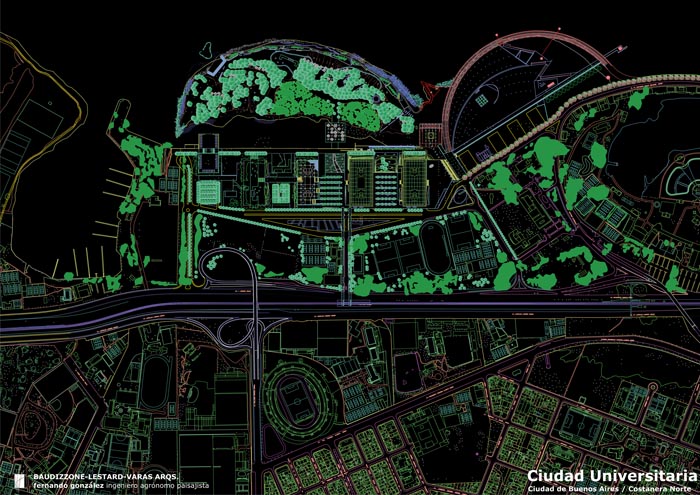 BAUDIZZONE-LESTARD-VARAS ARQS.
fernando gonzález ingeniero agrónomo paisajista
Ciudad Universitaria
Ciudad de Buenos Aires / Costanera Norte